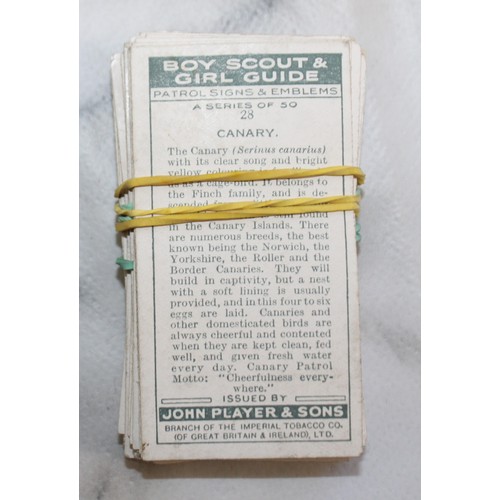 BOY SCOUT &
GIRL GUIDE
PATROL SIGNS & EMBLEMS
A SERIES OF 50
28
CANARY.
The Canary (Serinus canarius)
with its clear song and bright
yellow
as a cage-bird. It belongs to
the Finch family, and is de-
found
in the Canary Islands. There
are numerous breeds, the best
known being the Norwich, the
Yorkshire, the Roller and the
Border Canaries. They will
build in captivity, but a nest
with a soft lining is usually
provided, and in this four to six
eggs are laid. Canaries and
other domesticated birds are
always cheerful and contented
when they are kept clean, fed
well, and given fresh water
every day. Canary Patrol
Motto: "Cheerfulness every-
where."
ISSUED BY
JOHN PLAYER & SONS
BRANCH OF THE IMPERIAL TOBACCO CO.
(OF GREAT BRITAIN & IRELAND), LTD.